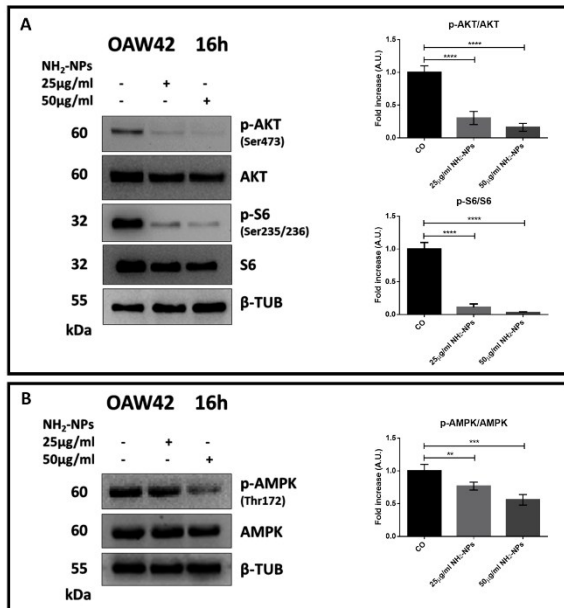 A
OAW42 16h
NH₂-NPs
25µg/ml - + -
50µg/ml - - +
60 p-AKT
(Ser473)
60 AKT
32 p-S6
(Ser235/236)
32 S6
55 β-TUB
kDa
p-AKT/AKT
****
****
Fold increase (A.U.)
1.5
1.0
0.5
0.0
CO
25µg/ml NH₂-NPs
50µg/ml NH₂-NPs
p-S6/S6
****
****
Fold increase (A.U.)
1.5
1.0
0.5
0.0
CO
25µg/ml NH₂-NPs
50µg/ml NH₂-NPs
B
OAW42 16h
NH₂-NPs
25µg/ml - + -
50µg/ml - - +
60 p-AMPK
(Thr172)
60 AMPK
55 β-TUB
kDa
p-AMPK/AMPK
***
**
Fold increase (A.U.)
1.5
1.0
0.5
0.0
CO
25µg/ml NH₂-NPs
50µg/ml NH₂-NPs